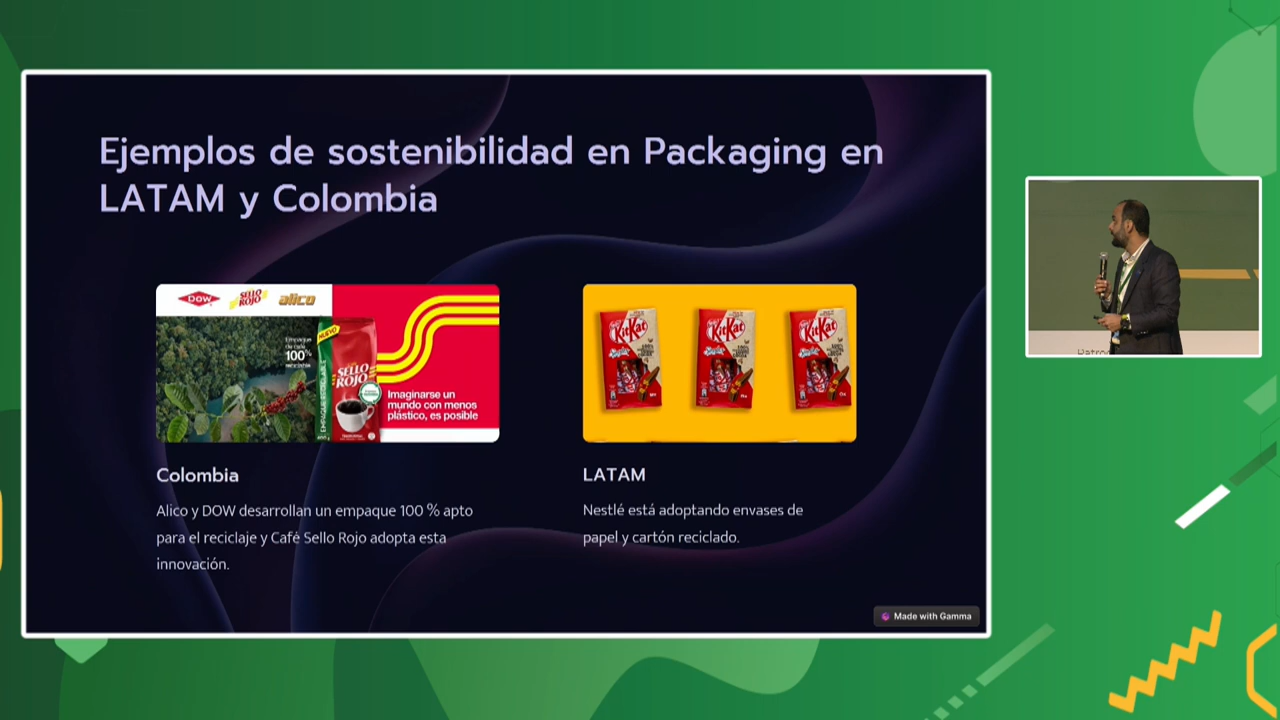 Ejemplos de sostenibilidad en Packaging en
LATAM y Colombia
DOW
SELLO
ROJO
alico
Empaque
de café
100%
reciclable
NUEVO
SELLO
ROJO
Imaginarse un
mundo con menos
plástico, es posible
KitKat
KitKat
KitKat
Colombia
Alico y DOW desarrollan un empaque 100 % apto
para el reciclaje y Café Sello Rojo adopta esta
innovación.
LATAM
Nestlé está adoptando envases de
papel y cartón reciclado.
Made with Gamma